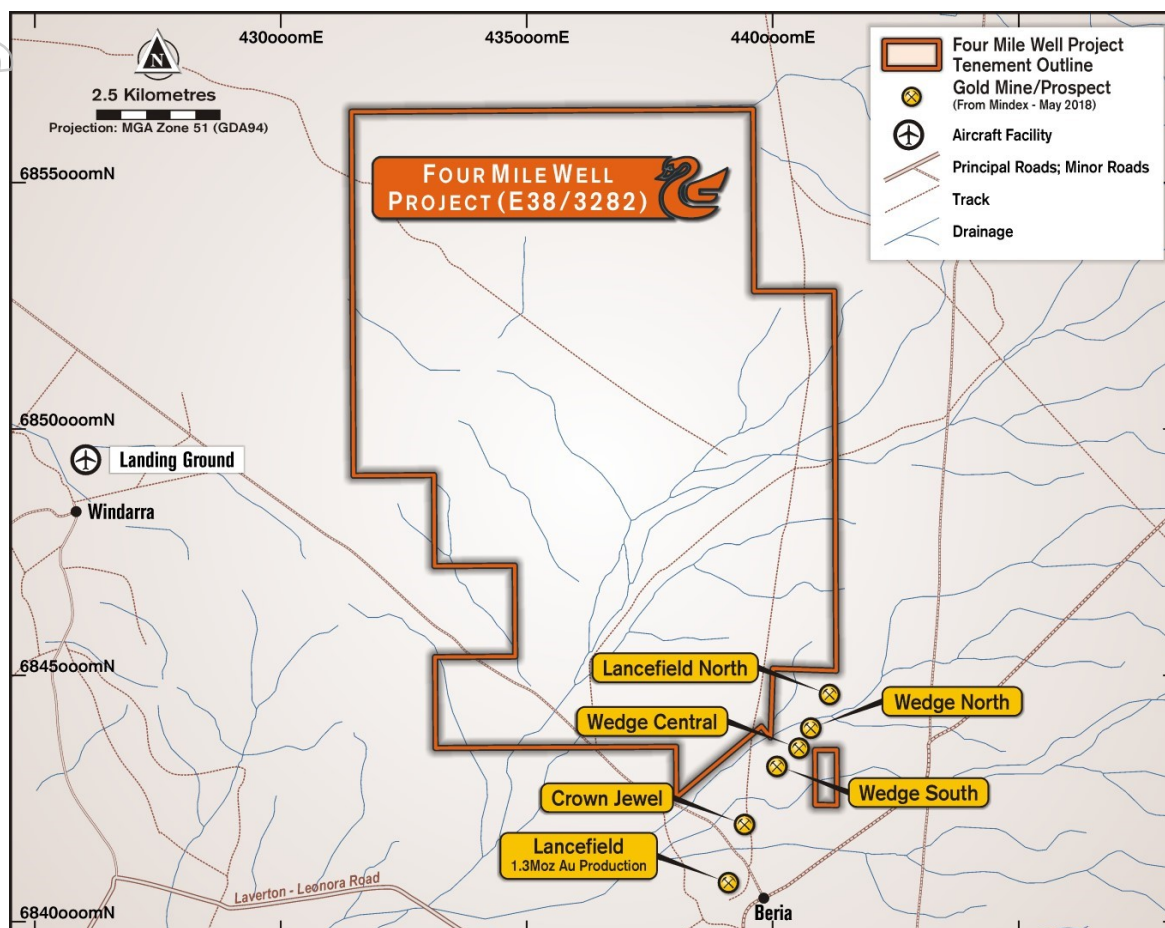 430000mE
435000mE
440000mE
N
2.5 Kilometres
Projection: MGA Zone 51 (GDA94)
Four Mile Well Project
Tenement Outline
Gold Mine/Prospect
(From Mindex - May 2018)
Aircraft Facility
Principal Roads; Minor Roads
Track
Drainage
6855000mN
FOUR MILE WELL
PROJECT (E38/3282)
6850000mN
Landing Ground
Windarra
6845000mN
Lancefield North
Wedge North
Wedge Central
Wedge South
Crown Jewel
Lancefield
1.3Moz Au Production
Laverton - Leonora Road
6840000mN
Beria